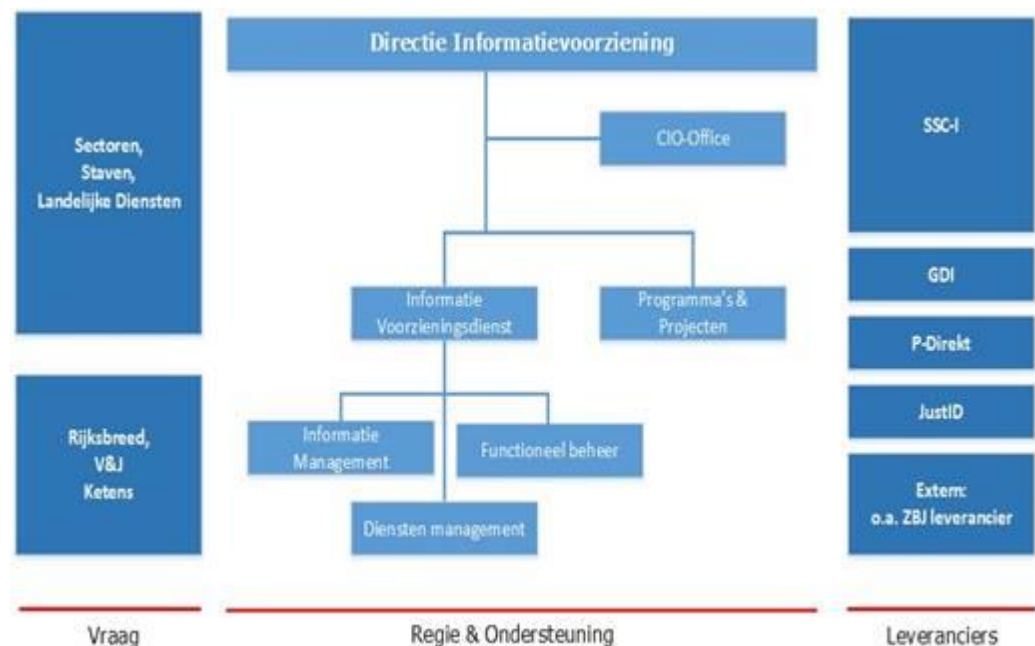 Sectoren,
Staven,
Landelijke Diensten
Rijksbreed,
V&J
Ketens
Vraag
Directie Informatievoorziening
CIO-Office
Informatie
Voorzieningsdienst
Programma's &
Projecten
Informatie
Management
Functioneel beheer
Diensten management
Regie & Ondersteuning
SSC-I
GDI
P-Direkt
JustID
Extern:
o.a. ZBJ leverancier
Leveranciers